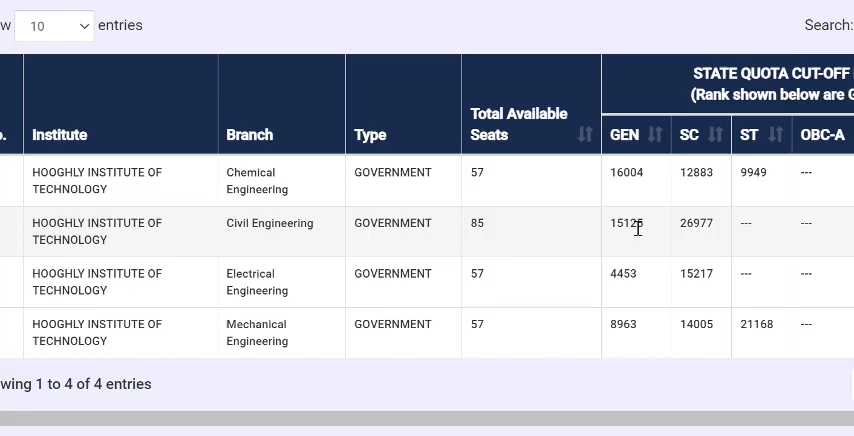 w 10 entries Search:
STATE QUOTA CUT-OFF
(Rank shown below are G
Total Available
Institute Branch Type Seats GEN SC ST OBC-A
HOOGHLY INSTITUTE OF Chemical GOVERNMENT 57 16004 12883 9949 ---
TECHNOLOGY Engineering
HOOGHLY INSTITUTE OF Civil Engineering GOVERNMENT 85 15125 26977 --- ---
TECHNOLOGY
HOOGHLY INSTITUTE OF Electrical GOVERNMENT 57 4453 15217 --- ---
TECHNOLOGY Engineering
HOOGHLY INSTITUTE OF Mechanical GOVERNMENT 57 8963 14005 21168 ---
TECHNOLOGY Engineering
wing 1 to 4 of 4 entries